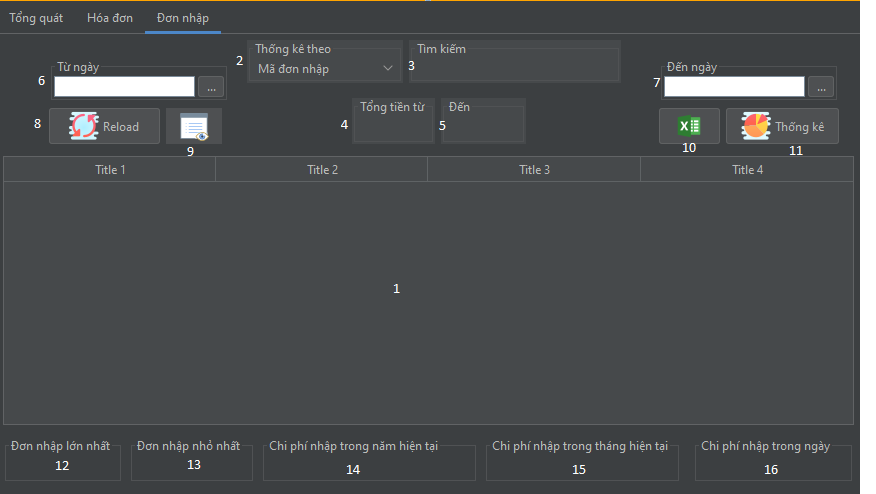 Tổng quát Hóa đơn Đơn nhập
2 Thống kê theo Tìm kiếm
Mã đơn nhập 3
6 Từ ngày
...
7 Đến ngày
...
8 Reload
9
4 Tổng tiền từ
5 Đến
10
11 Thống kê
Title 1 Title 2 Title 3 Title 4
1
Đơn nhập lớn nhất Đơn nhập nhỏ nhất Chi phí nhập trong năm hiện tại Chi phí nhập trong tháng hiện tại Chi phí nhập trong ngày
12 13 14 15 16